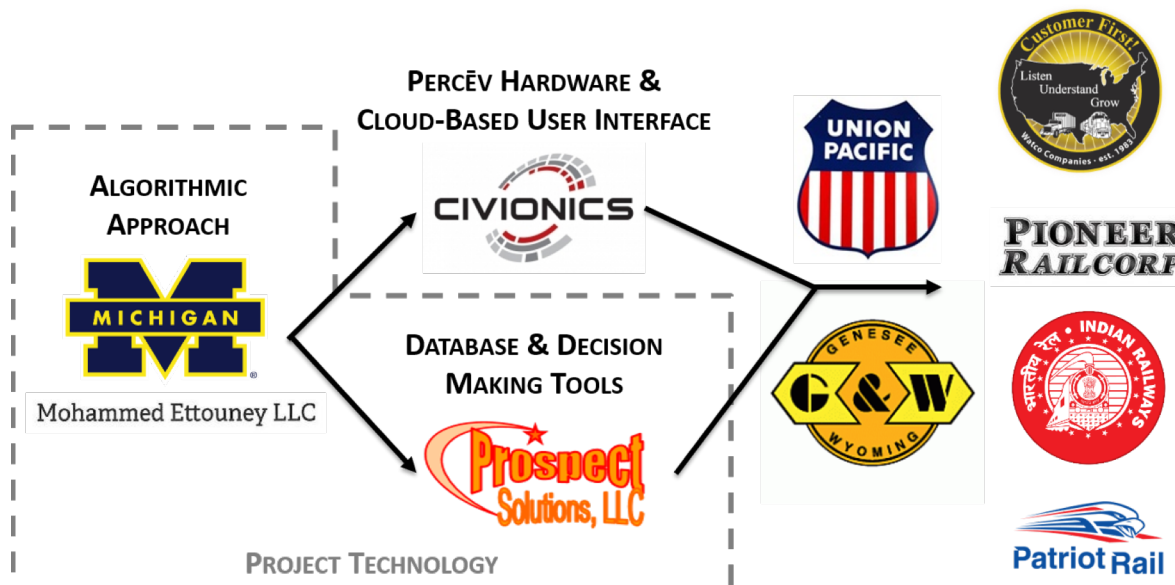 ALGORITHMIC
APPROACH
MICHIGAN
®
Mohammed Ettouney LLC
PERCĒV HARDWARE &
CLOUD-BASED USER INTERFACE
CIVIONICS
DATABASE & DECISION
MAKING TOOLS
Prospect
Solutions, LLC
PROJECT TECHNOLOGY
UNION
PACIFIC
GENESEE
G & W
WYOMING
Customer First!
Listen
Understand
Grow
Watco Companies - est. 1983
PIONEER
RAILCORP
भारतीय रेल • INDIAN RAILWAYS
Patriot Rail